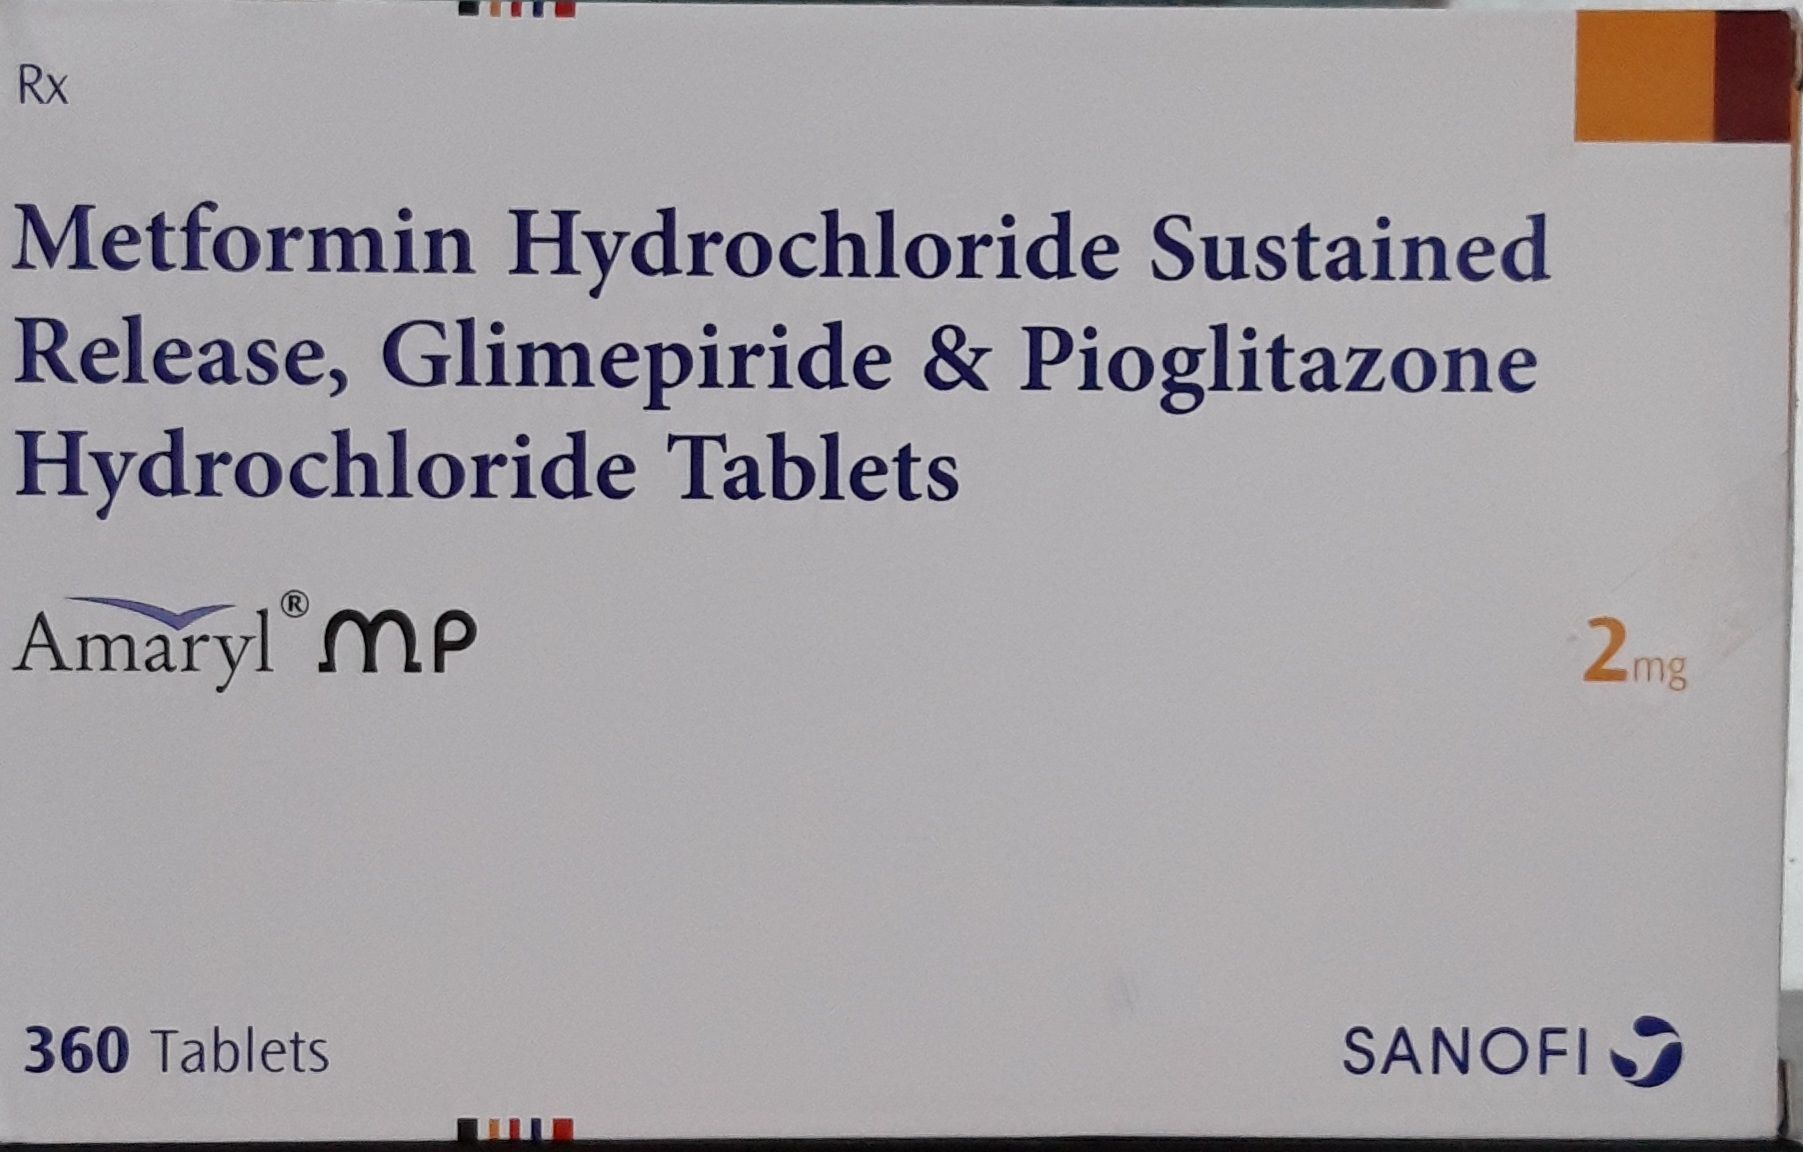 Rx
Metformin Hydrochloride Sustained
Release, Glimepiride & Pioglitazone
Hydrochloride Tablets
Amaryl® MP
2mg
360 Tablets
SANOFI